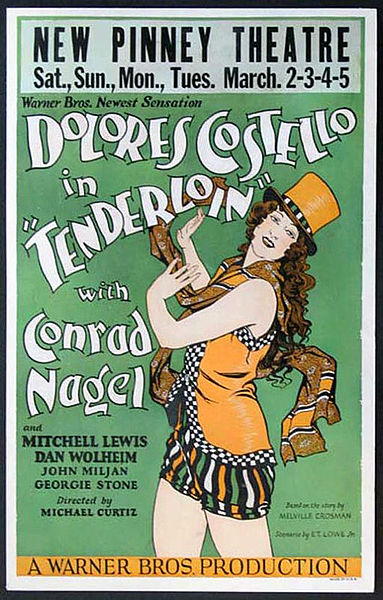 NEW PINNEY THEATRE
Sat., Sun., Mon., Tues. March. 2-3-4-5
Warner Bros. Newest Sensation
DOLORES COSTELLO
in
"TENDERLOIN"
with
Conrad
Nagel
and
MITCHELL LEWIS
DAN WOLHEIM
JOHN MILJAN
GEORGIE STONE
Directed by
MICHAEL CURTIZ
Based on the story by
MELVILLE CROSMAN
Scenario by E.T. LOWE Jr.
A WARNER BROS. PRODUCTION